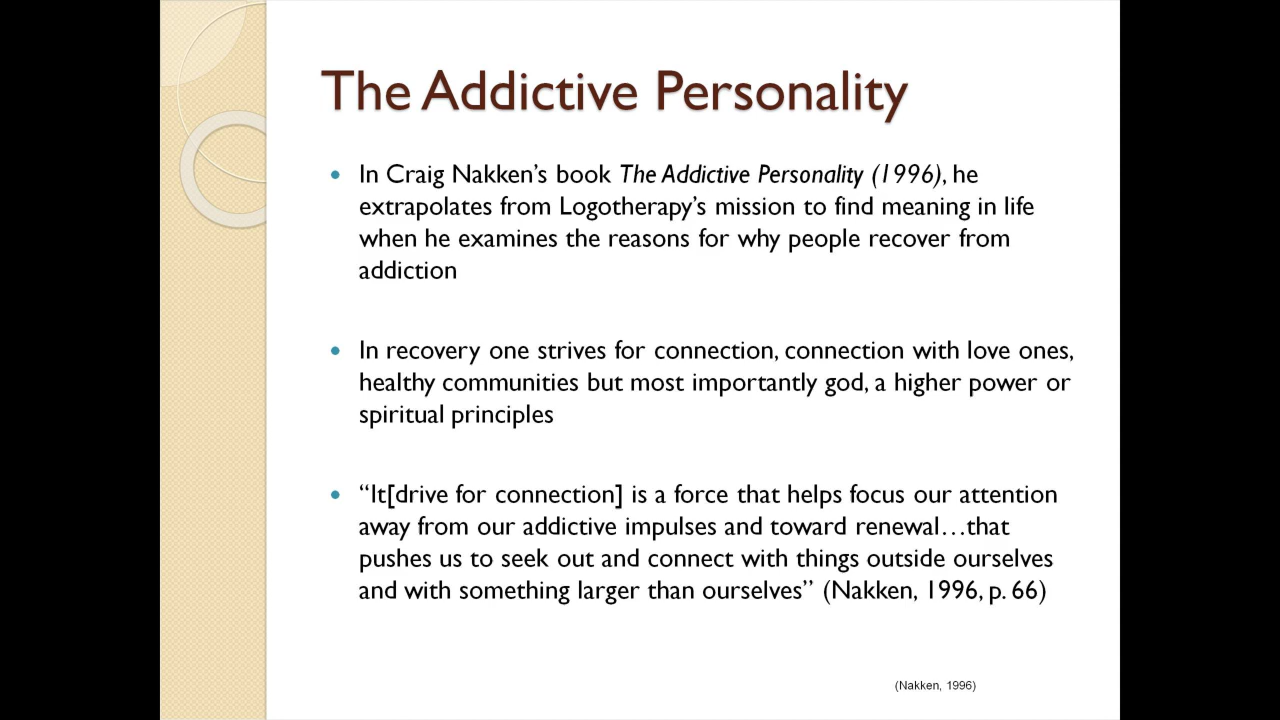 The Addictive Personality
In Craig Nakken’s book The Addictive Personality (1996), he
extrapolates from Logotherapy’s mission to find meaning in life
when he examines the reasons for why people recover from
addiction
In recovery one strives for connection, connection with love ones,
healthy communities but most importantly god, a higher power or
spiritual principles
“It[drive for connection] is a force that helps focus our attention
away from our addictive impulses and toward renewal…that
pushes us to seek out and connect with things outside ourselves
and with something larger than ourselves” (Nakken, 1996, p. 66)
(Nakken, 1996)